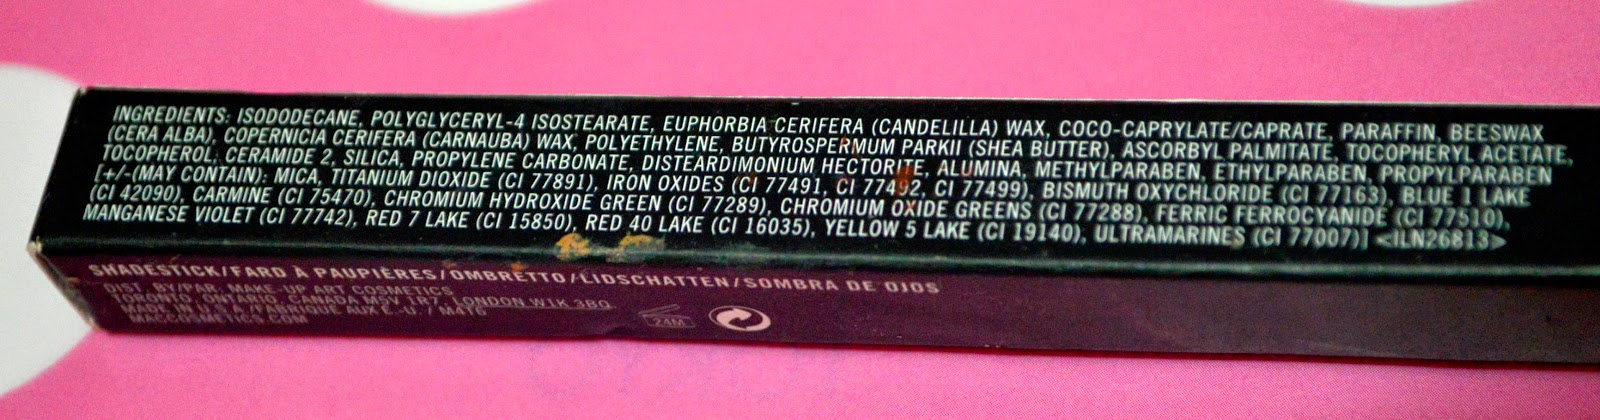 INGREDIENTS: ISODODECANE, POLYGLYCERYL-4 ISOSTEARATE, EUPHORBIA CERIFERA (CANDELILLA) WAX, COCO-CAPRYLATE/CAPRATE, PARAFFIN, BEESWAX
(CERA ALBA), COPERNICIA CERIFERA (CARNAUBA) WAX, POLYETHYLENE, BUTYROSPERMUM PARKII (SHEA BUTTER), ASCORBYL PALMITATE, TOCOPHERYL ACETATE,
TOCOPHEROL, CERAMIDE 2, SILICA, PROPYLENE CARBONATE, DISTEARDIMONIUM HECTORITE, ALUMINA, METHYLPARABEN, ETHYLPARABEN, PROPYLPARABEN
[+/-(MAY CONTAIN): MICA, TITANIUM DIOXIDE (CI 77891), IRON OXIDES (CI 77491, CI 77492, CI 77499), BISMUTH OXYCHLORIDE (CI 77163), BLUE 1 LAKE
(CI 42090), CARMINE (CI 75470), CHROMIUM HYDROXIDE GREEN (CI 77289), CHROMIUM OXIDE GREENS (CI 77288), FERRIC FERROCYANIDE (CI 77510),
MANGANESE VIOLET (CI 77742), RED 7 LAKE (CI 15850), RED 40 LAKE (CI 16035), YELLOW 5 LAKE (CI 19140), ULTRAMARINES (CI 77007)] <ILN26813>
SHADESTICK/FARD À PAUPIÈRES/OMBRETTO/LIDSCHATTEN/SOMBRA DE OJOS
DIST. BY/PAR. MAKE-UP ART COSMETICS
TORONTO, ONTARIO, CANADA M5V 1R7, LONDON W1K 3BQ.
MADE IN U.S.A./FABRIQUÉ AUX É.-U. / M4T6
MACCOSMETICS.COM
24M